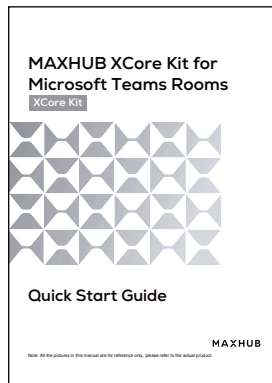 MAXHUB XCore Kit for
Microsoft Teams Rooms
XCore Kit
Quick Start Guide
MAXHUB
Note: All the pictures in this manual are for reference only, please refer to the actual product.